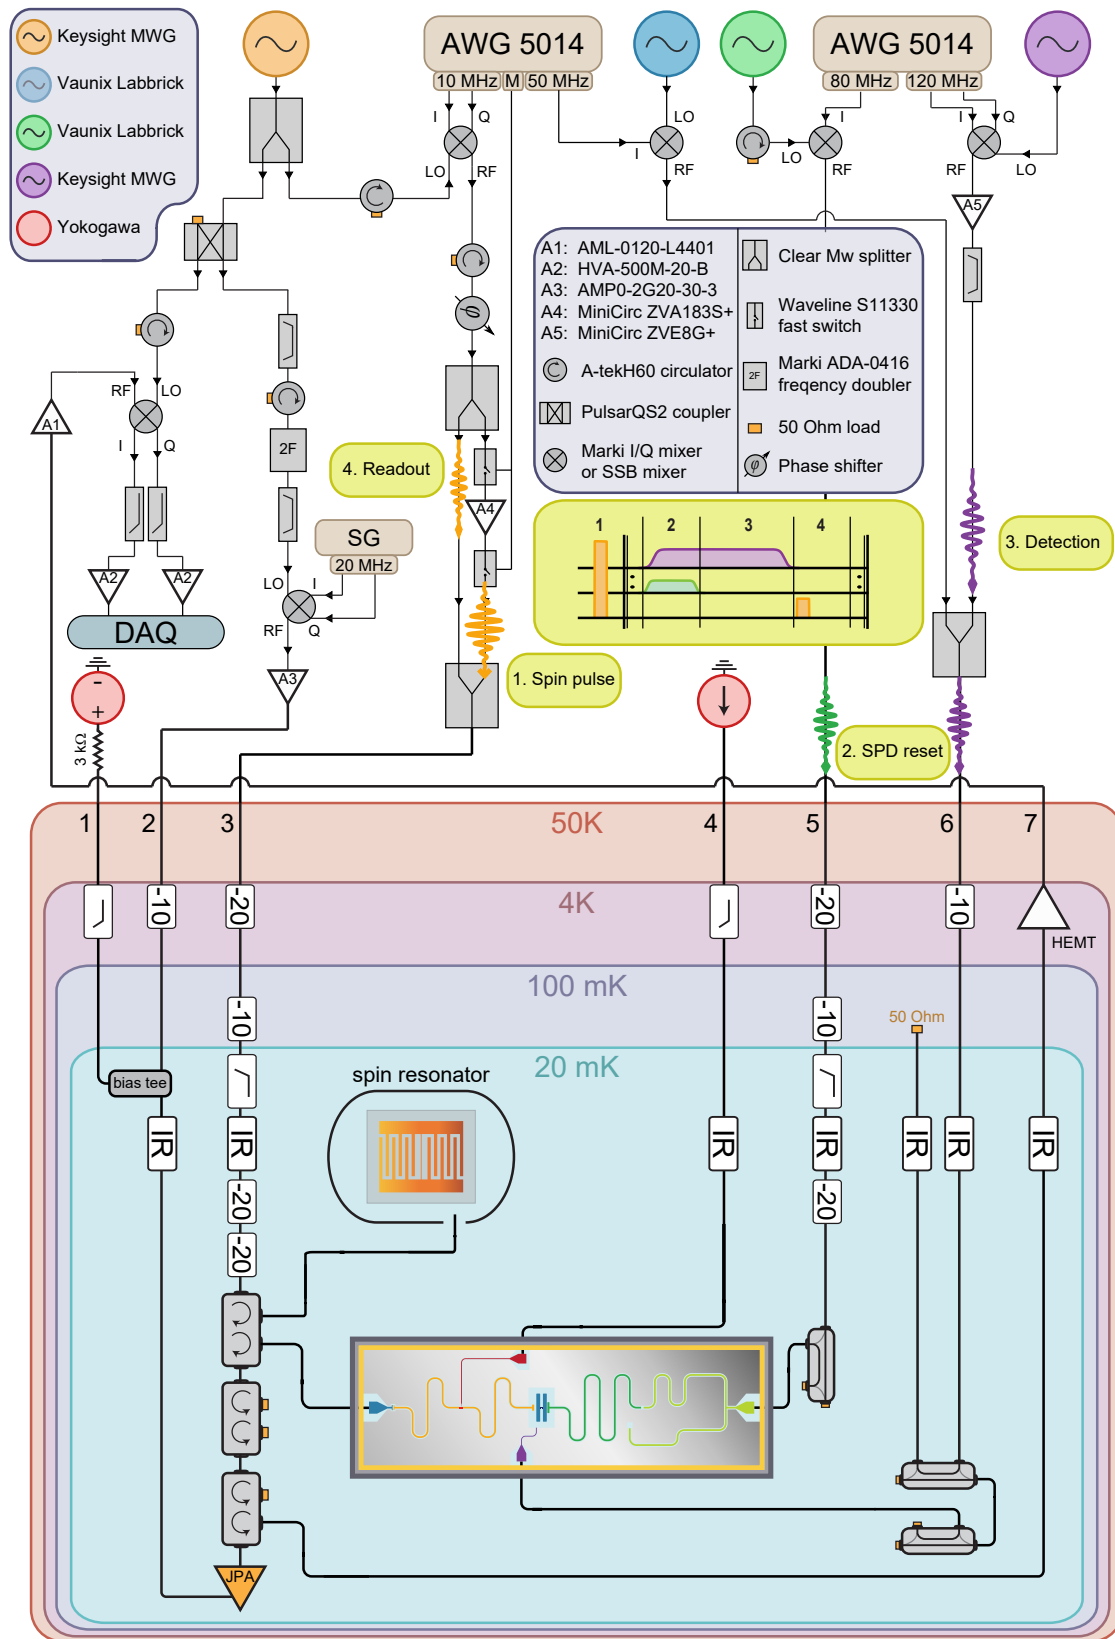 Keysight MWG
Vaunix Labbrick
Vaunix Labbrick
Keysight MWG
Yokogawa
AWG 5014
10 MHz M 50 MHz
AWG 5014
80 MHz 120 MHz
I Q
LO RF
LO
I
RF
I
LO
RF
I Q
RF LO
A5
A1: AML-0120-L4401
A2: HVA-500M-20-B
A3: AMP0-2G20-30-3
A4: MiniCirc ZVA183S+
A5: MiniCirc ZVE8G+
A-tekH60 circulator
PulsarQS2 coupler
Marki I/Q mixer
or SSB mixer
Clear Mw splitter
Waveline S11330
fast switch
2F
Marki ADA-0416
freqency doubler
50 Ohm load
φ
Phase shifter
φ
A1
RF LO
I Q
2F
A2 A2
DAQ
4. Readout
A4
SG
20 MHz
LO I
RF Q
A3
1 2 3 4
3. Detection
1. Spin pulse
2. SPD reset
- +
3 kΩ
1 2 3 4 5 6 7
50K
-10 -20 -20 -10
4K
HEMT
100 mK
-10 -10
50 Ohm
20 mK
bias tee
spin resonator
IR IR IR IR IR IR IR
-20 -20
-20
JPA